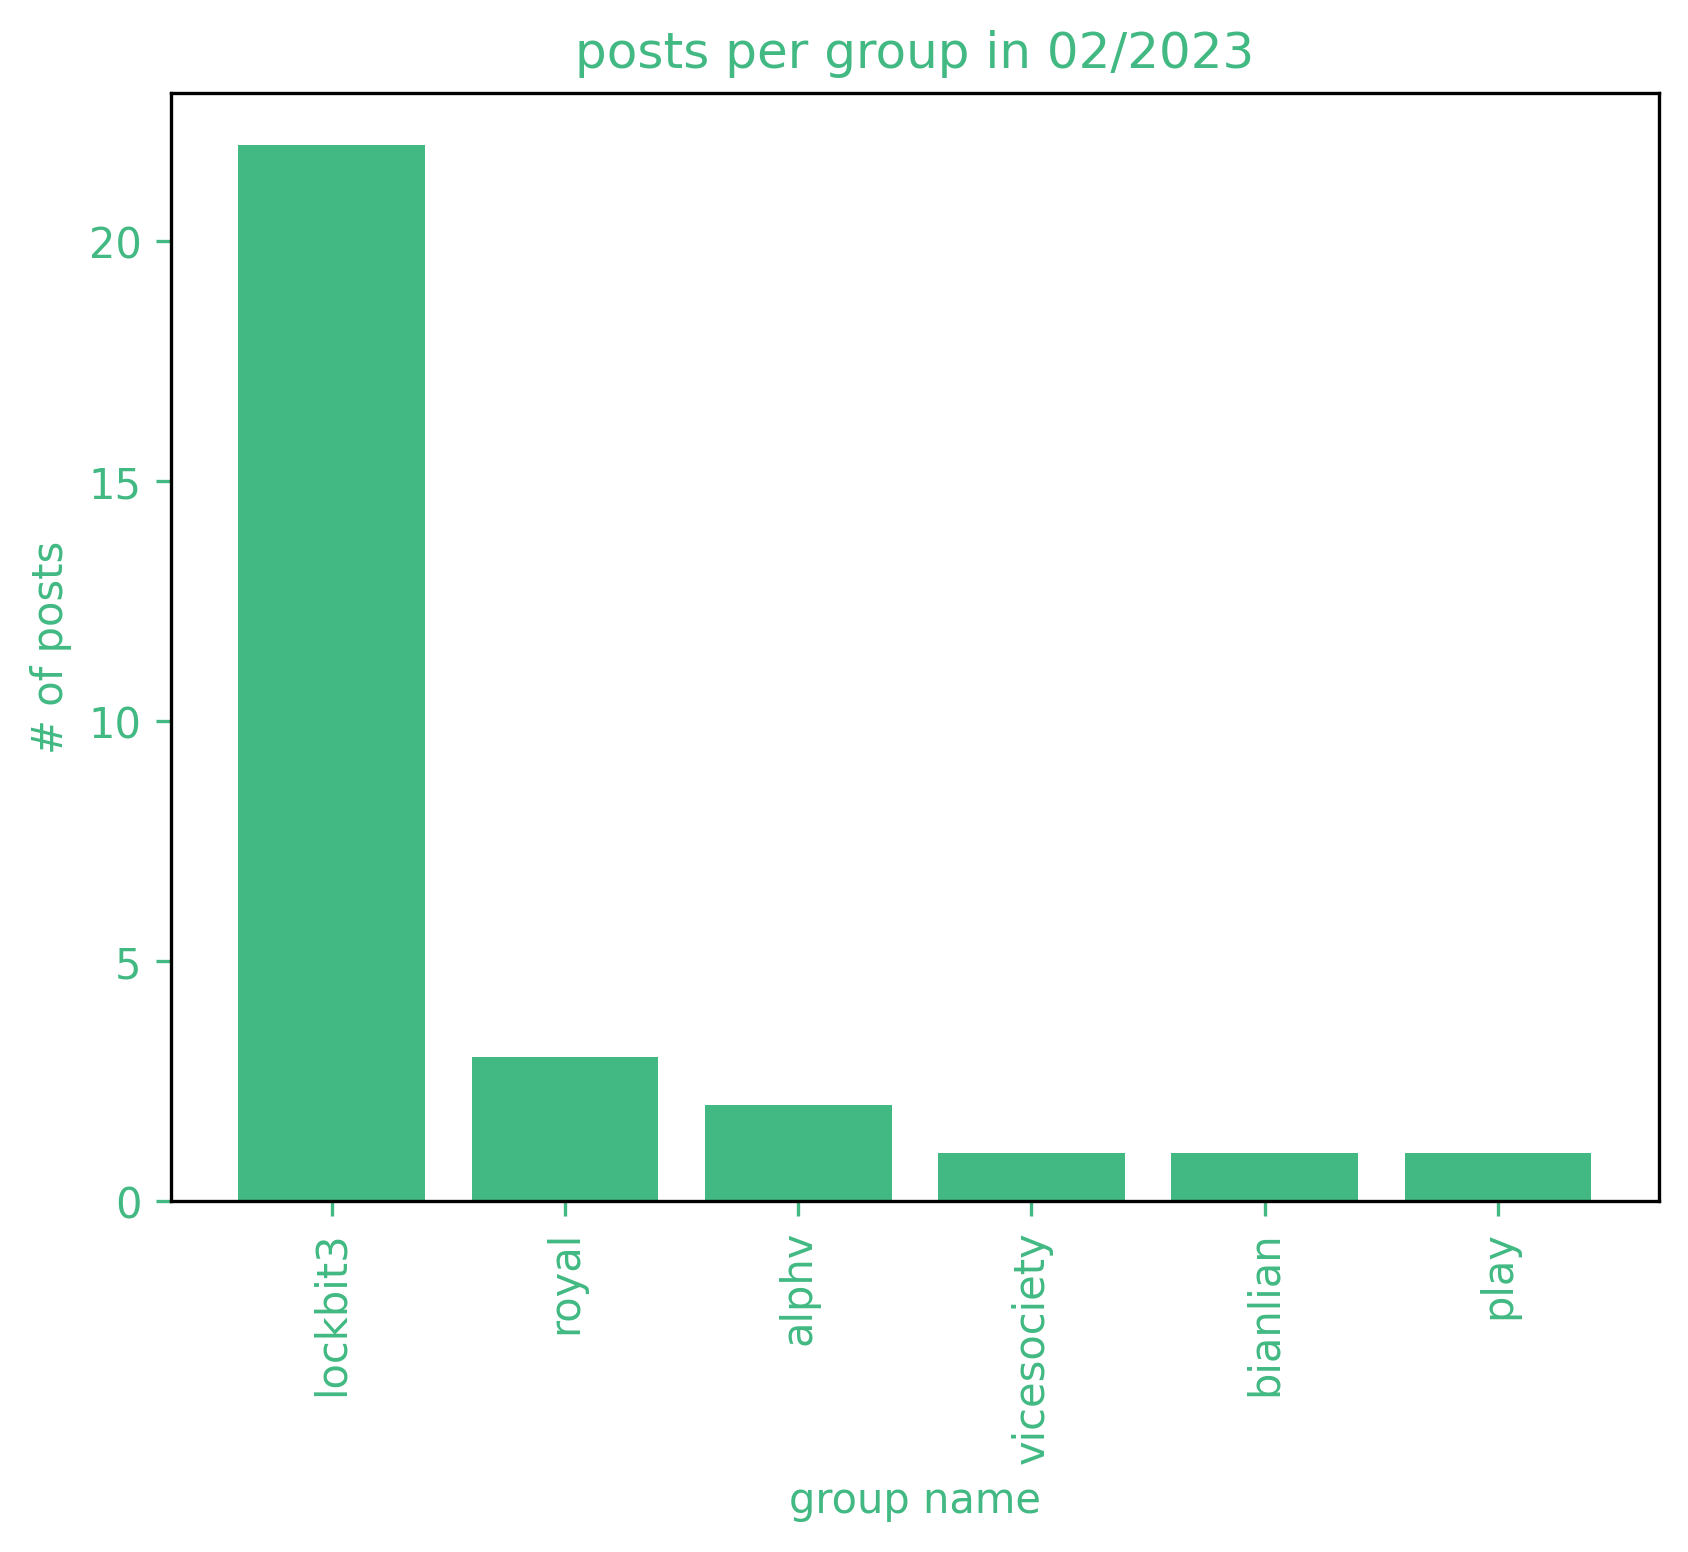 posts per group in 02/2023
# of posts
20
15
10
5
0
lockbit3
royal
alphv
vicesociety
bianlian
play
group name